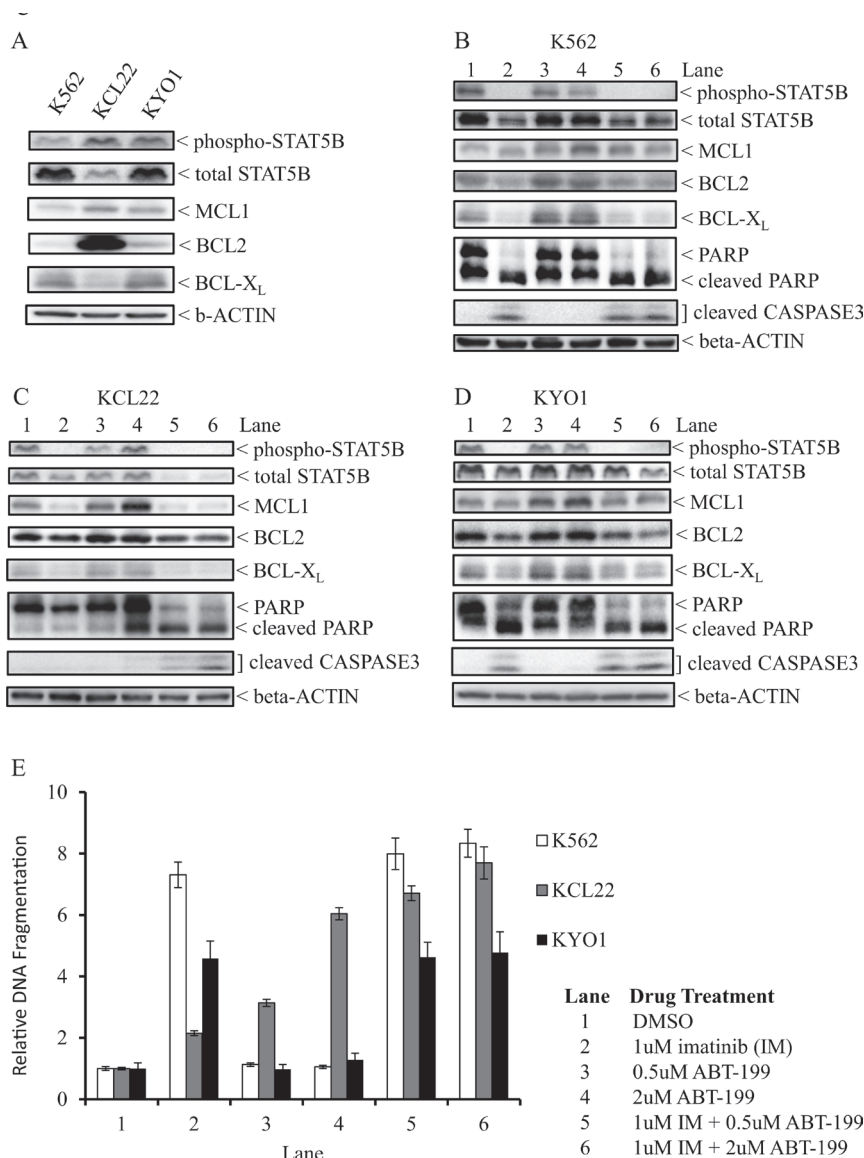 A
K562
KCL22
KYO1
< phospho-STAT5B
< total STAT5B
< MCL1
< BCL2
< BCL-XL
< b-ACTIN
B
K562
1 2 3 4 5 6 Lane
< phospho-STAT5B
< total STAT5B
< MCL1
< BCL2
< BCL-XL
< PARP
< cleaved PARP
] cleaved CASPASE3
< beta-ACTIN
C
KCL22
1 2 3 4 5 6 Lane
< phospho-STAT5B
< total STAT5B
< MCL1
< BCL2
< BCL-XL
< PARP
< cleaved PARP
] cleaved CASPASE3
< beta-ACTIN
D
KYO1
1 2 3 4 5 6 Lane
< phospho-STAT5B
< total STAT5B
< MCL1
< BCL2
< BCL-XL
< PARP
< cleaved PARP
] cleaved CASPASE3
< beta-ACTIN
E
Relative DNA Fragmentation
10
8
6
4
2
0
1 2 3 4 5 6
Lane
K562
KCL22
KYO1
Lane Drug Treatment
1 DMSO
2 1uM imatinib (IM)
3 0.5uM ABT-199
4 2uM ABT-199
5 1uM IM + 0.5uM ABT-199
6 1uM IM + 2uM ABT-199